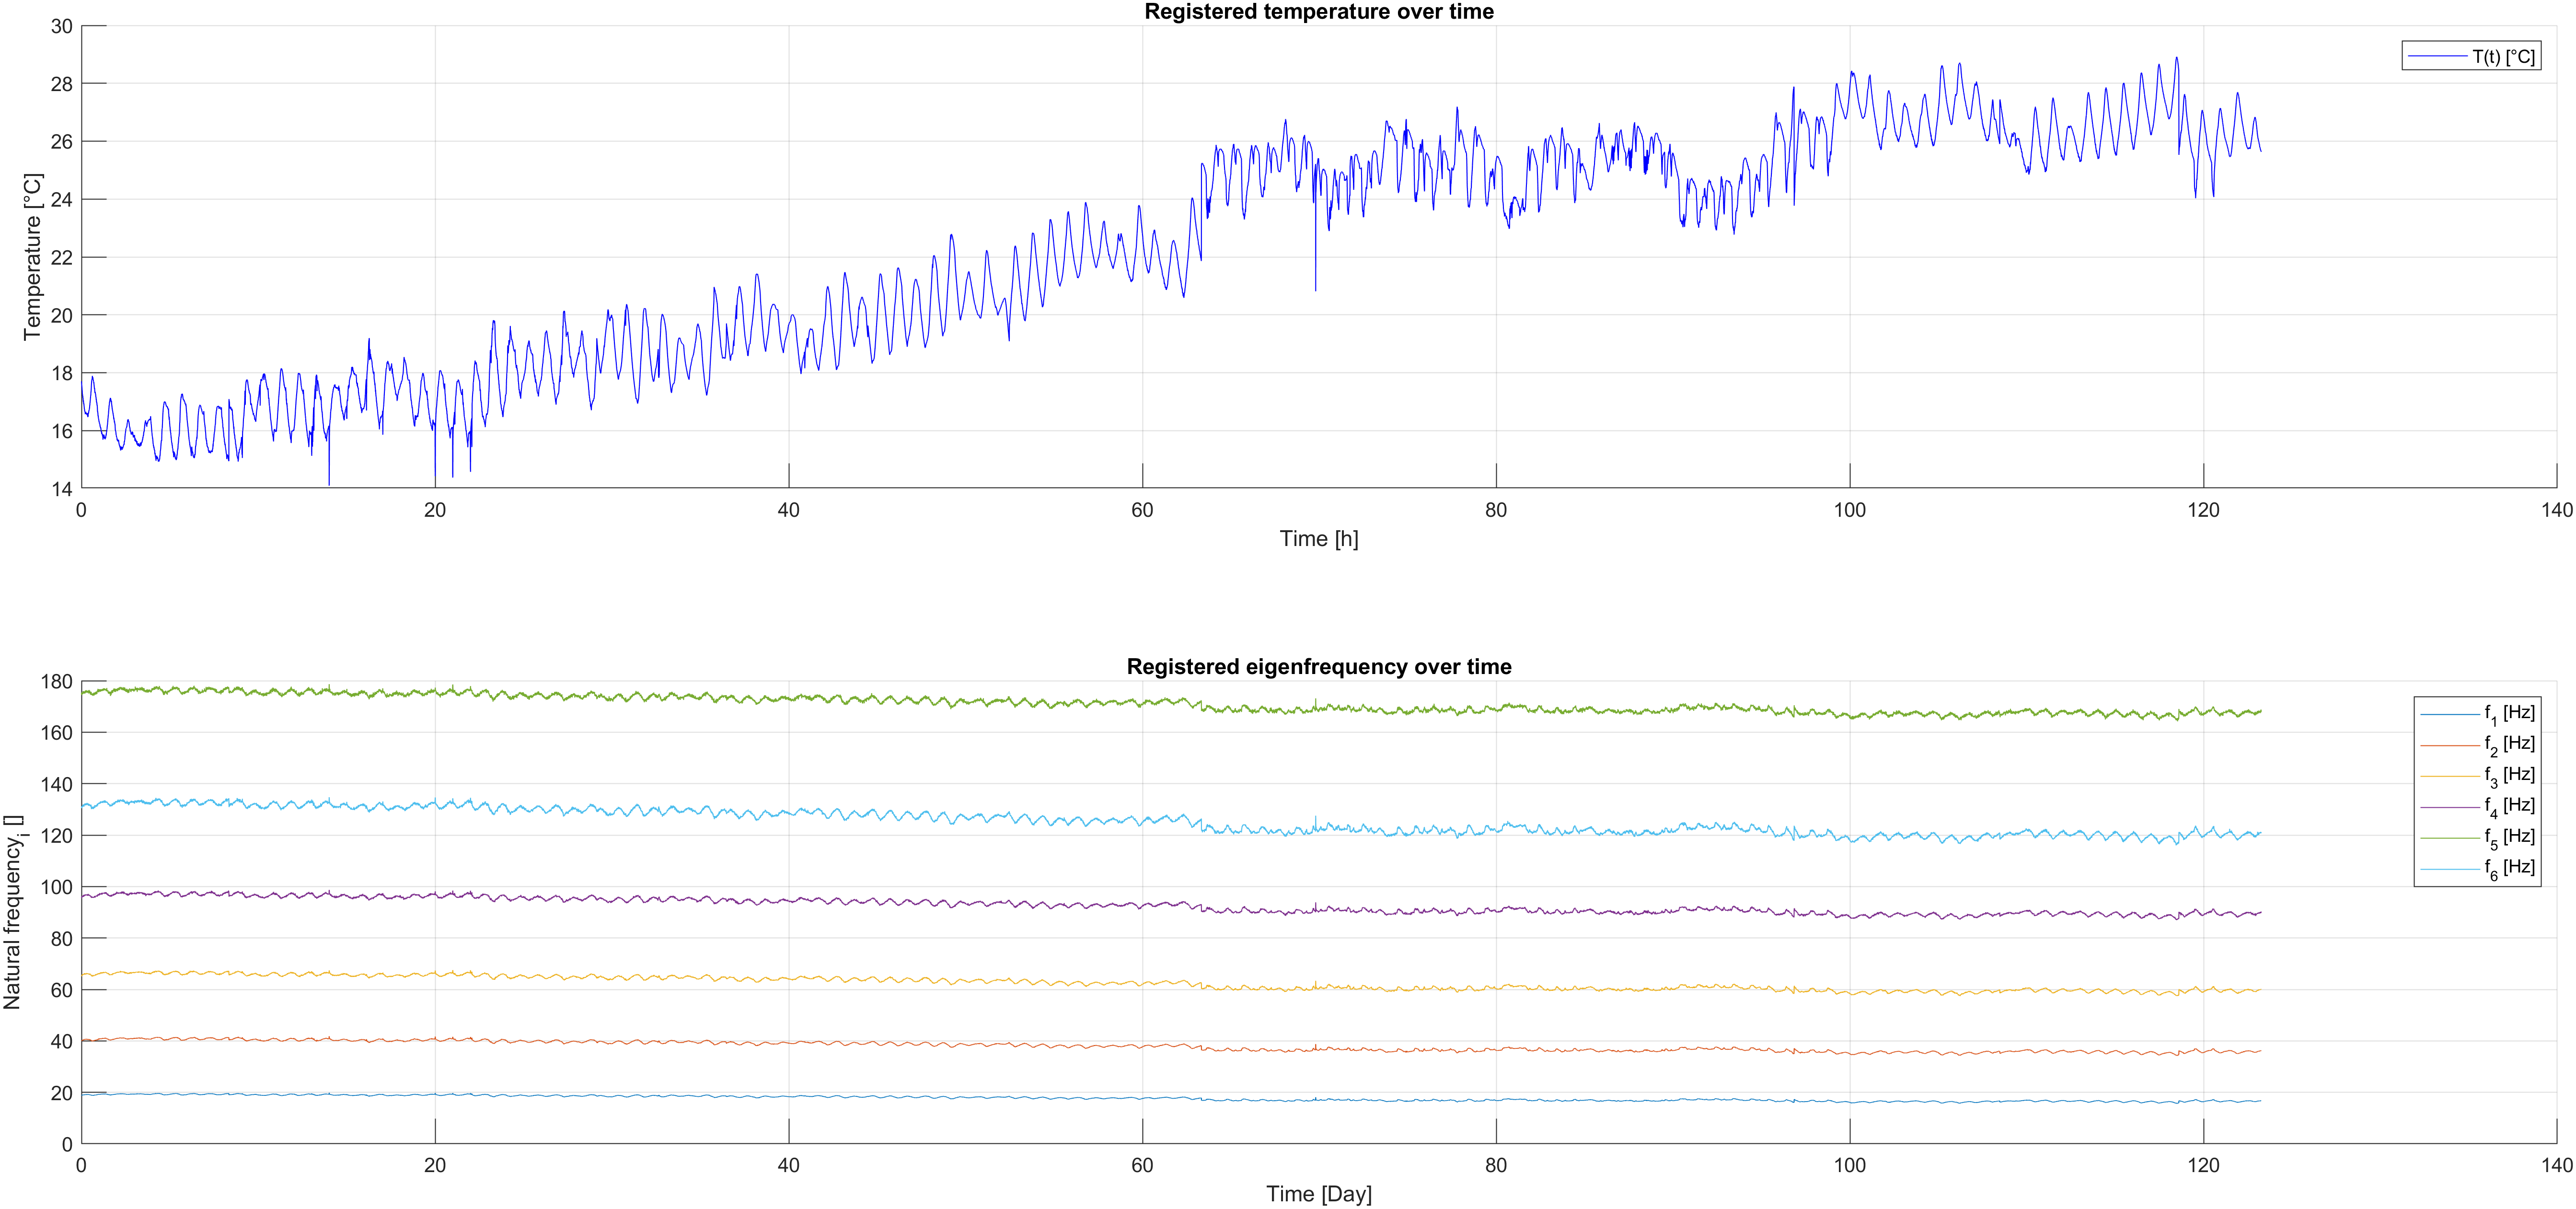 Registered temperature over time
30
28
26
24
22
20
18
16
14
Temperature [°C]
T(t) [°C]
0 20 40 60 80 100 120 140
Time [h]
Registered eigenfrequency over time
180
160
140
120
100
80
60
40
20
0
Natural frequency_i []
f_1 [Hz]
f_2 [Hz]
f_3 [Hz]
f_4 [Hz]
f_5 [Hz]
f_6 [Hz]
0 20 40 60 80 100 120 140
Time [Day]